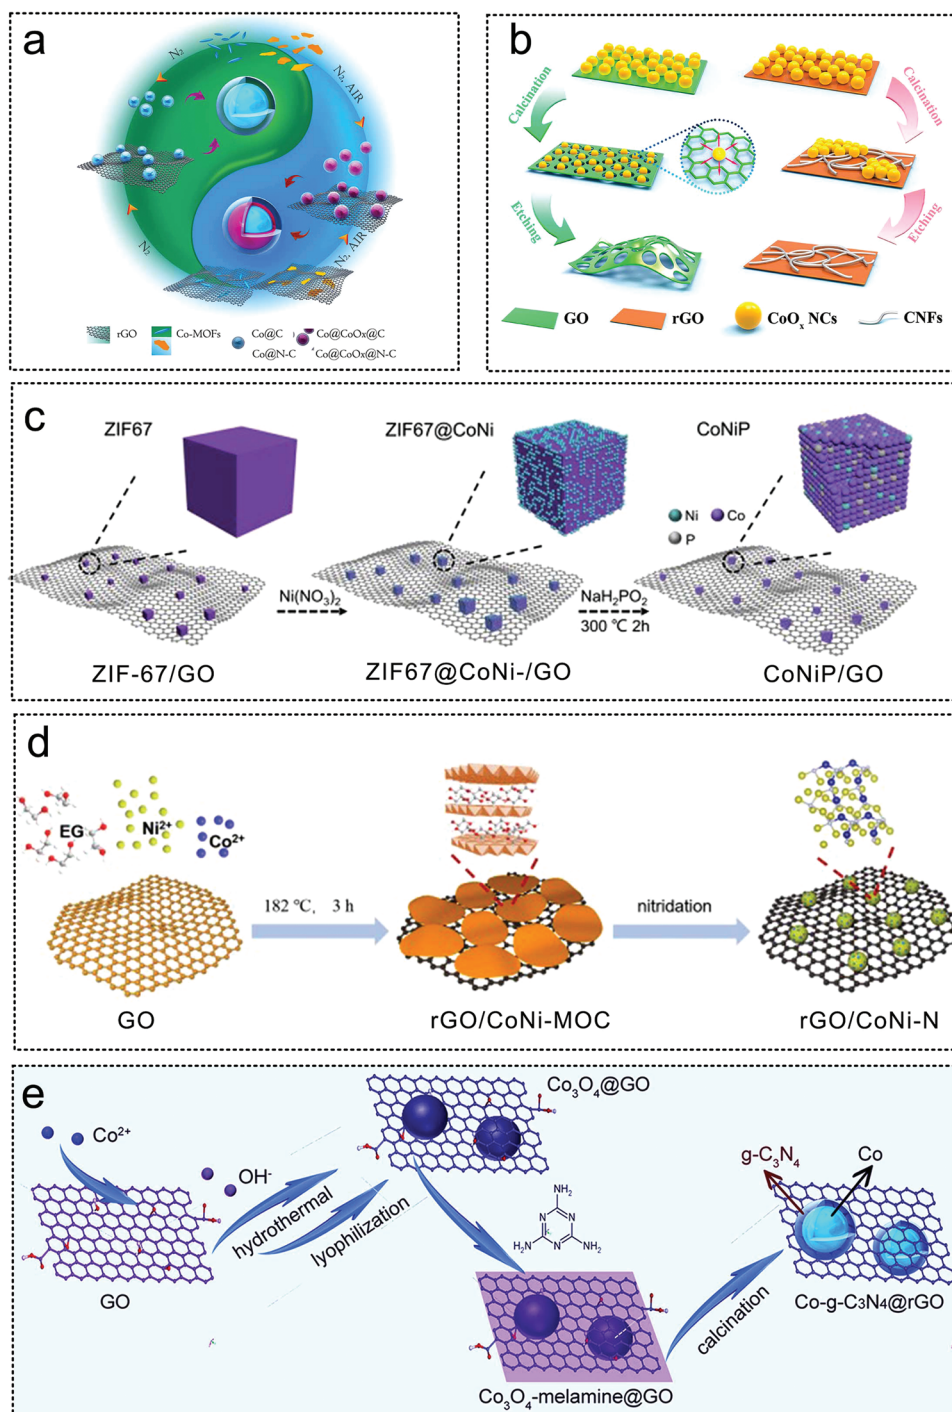 a
N₂
N₂, AIR
N₂
N₂, AIR
rGO
Co-MOFs
Co@C
Co@CoOx@C
Co@N-C
Co@CoOx@N-C
b
Calcination
Calcination
Etching
Etching
GO
rGO
CoOₓ NCs
CNFs
c
ZIF67
ZIF67@CoNi
CoNiP
Ni
Co
P
Ni(NO₃)₂
NaH₂PO₂
300 ℃ 2h
ZIF-67/GO
ZIF67@CoNi-/GO
CoNiP/GO
d
EG
Ni²⁺
Co²⁺
182 ℃, 3 h
nitridation
GO
rGO/CoNi-MOC
rGO/CoNi-N
e
Co₃O₄@GO
Co²⁺
OH⁻
g-C₃N₄
Co
hydrothermal
lyophilization
NH₂
N
N
N
H₂N
NH₂
GO
calcination
Co-g-C₃N₄@rGO
Co₃O₄-melamine@GO